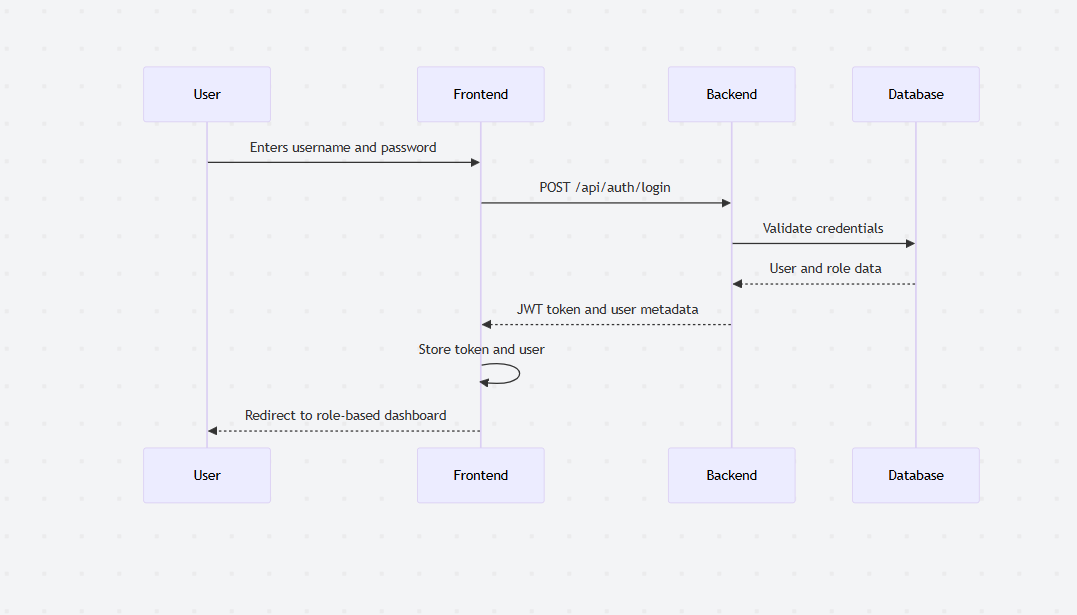 User
Frontend
Backend
Database
Enters username and password
POST /api/auth/login
Validate credentials
User and role data
JWT token and user metadata
Store token and user
Redirect to role-based dashboard
User
Frontend
Backend
Database